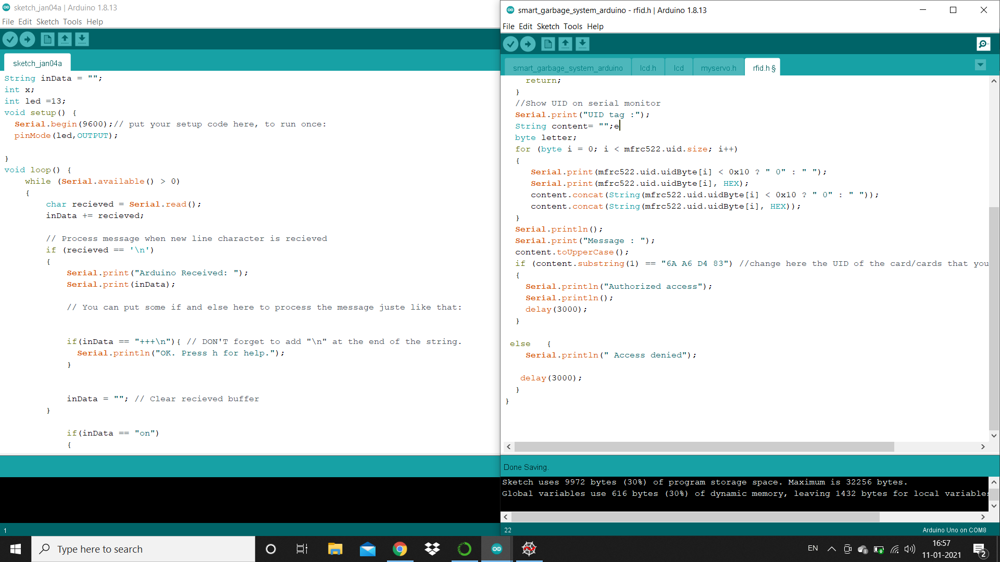 sketch_jan04a | Arduino 1.8.13
File Edit Sketch Tools Help
sketch_jan04a
String inData = "";
int x;
int led =13;
void setup() {
Serial.begin(9600);// put your setup code here, to run once:
pinMode(led,OUTPUT);
}
void loop() {
while (Serial.available() > 0)
{
char recieved = Serial.read();
inData += recieved;
// Process message when new line character is recieved
if (recieved == '\n')
{
Serial.print("Arduino Received: ");
Serial.print(inData);
// You can put some if and else here to process the message juste like that:
if(inData == "+++\n"){ // DON'T forget to add "\n" at the end of the string.
Serial.println("OK. Press h for help.");
}
inData = ""; // Clear recieved buffer
}
if(inData == "on")
{
1
smart_garbage_system_arduino - rfid.h | Arduino 1.8.13
File Edit Sketch Tools Help
smart_garbage_system_arduino lcd.h lcd myservo.h rfid.h §
return;
}
//Show UID on serial monitor
Serial.print("UID tag :");
String content= "";e
byte letter;
for (byte i = 0; i < mfrc522.uid.size; i++)
{
Serial.print(mfrc522.uid.uidByte[i] < 0x10 ? " 0" : " ");
Serial.print(mfrc522.uid.uidByte[i], HEX);
content.concat(String(mfrc522.uid.uidByte[i] < 0x10 ? " 0" : " "));
content.concat(String(mfrc522.uid.uidByte[i], HEX));
}
Serial.println();
Serial.print("Message : ");
content.toUpperCase();
if (content.substring(1) == "6A A6 D4 83") //change here the UID of the card/cards that you
{
Serial.println("Authorized access");
Serial.println();
delay(3000);
}
else {
Serial.println(" Access denied");
delay(3000);
}
}
Done Saving.
Sketch uses 9972 bytes (30%) of program storage space. Maximum is 32256 bytes.
Global variables use 616 bytes (30%) of dynamic memory, leaving 1432 bytes for local variables
22
Arduino Uno on COM8
Type here to search
EN
16:57
11-01-2021
2